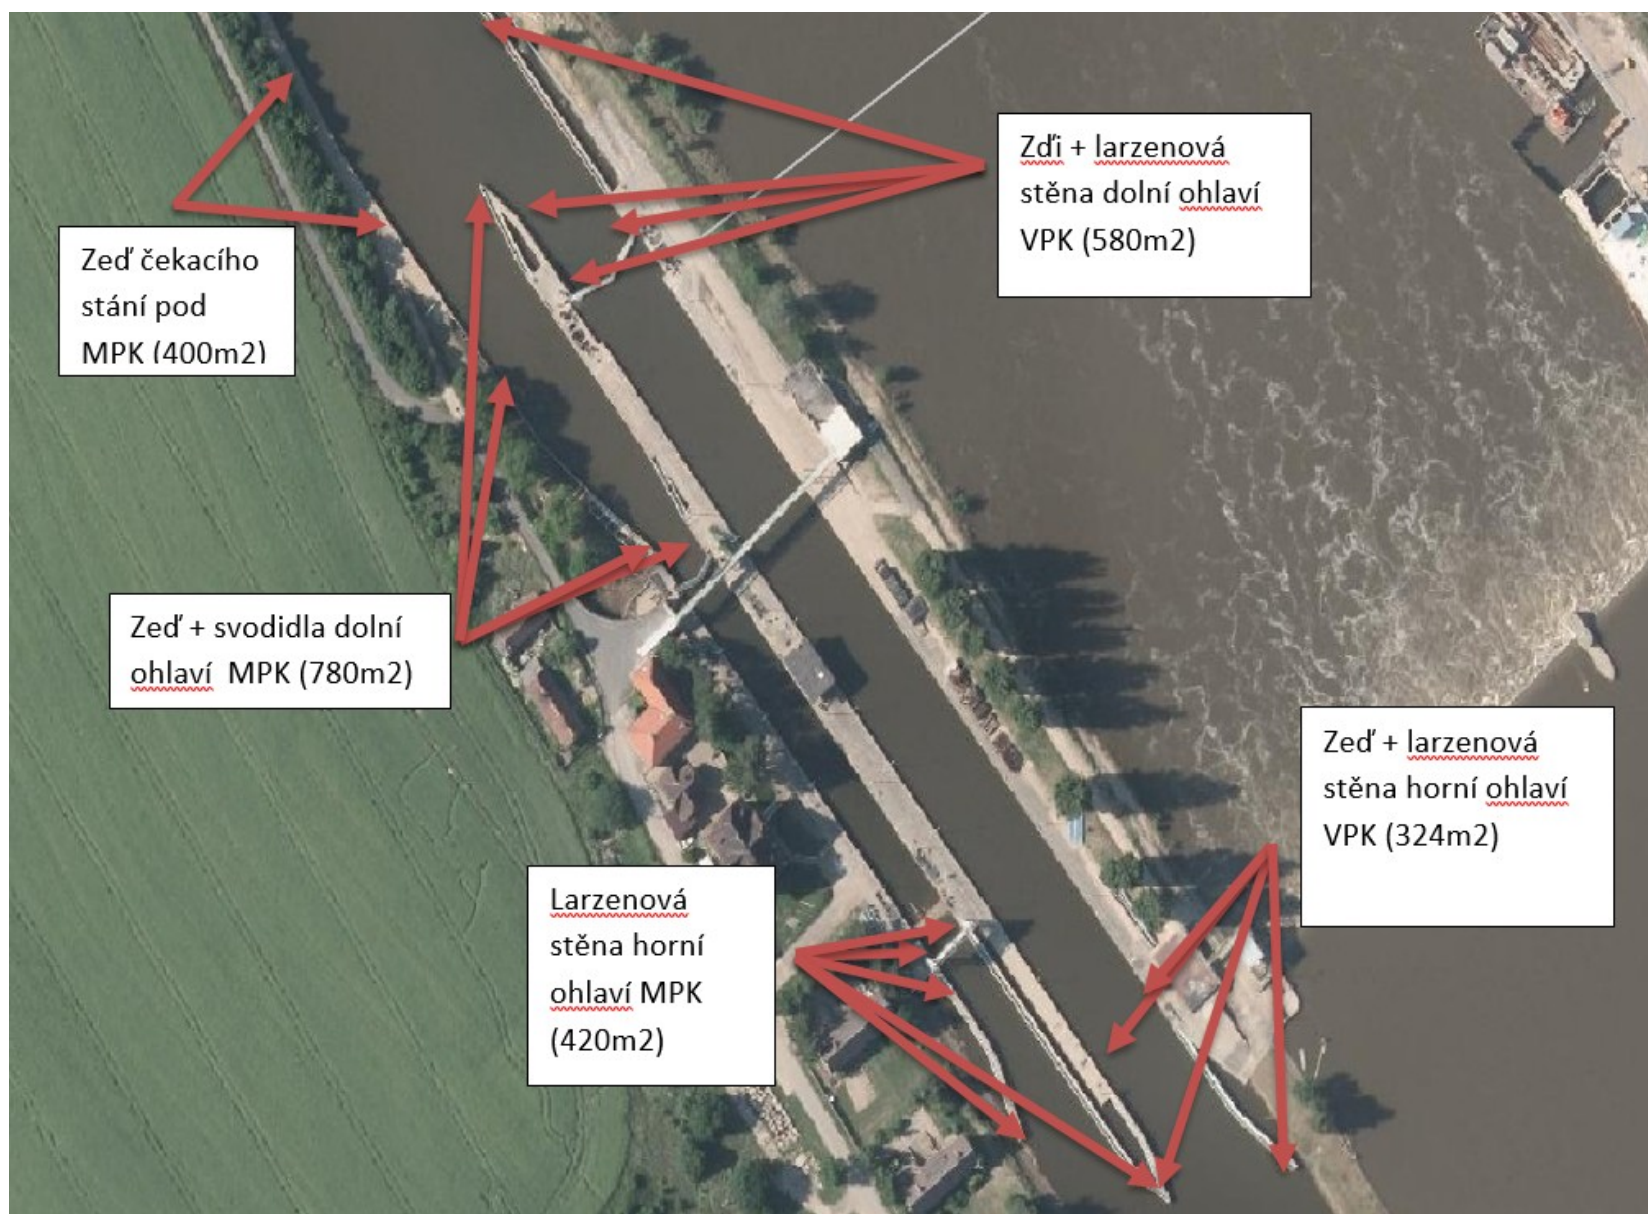 Zďi + larzenová
stěna dolní ohlaví
VPK (580m2)
Zeď čekacího
stání pod
MPK (400m2)
Zeď + svodidla dolní
ohlaví  MPK (780m2)
Zeď + larzenová
stěna horní ohlaví
VPK (324m2)
Larzenová
stěna horní
ohlaví MPK
(420m2)